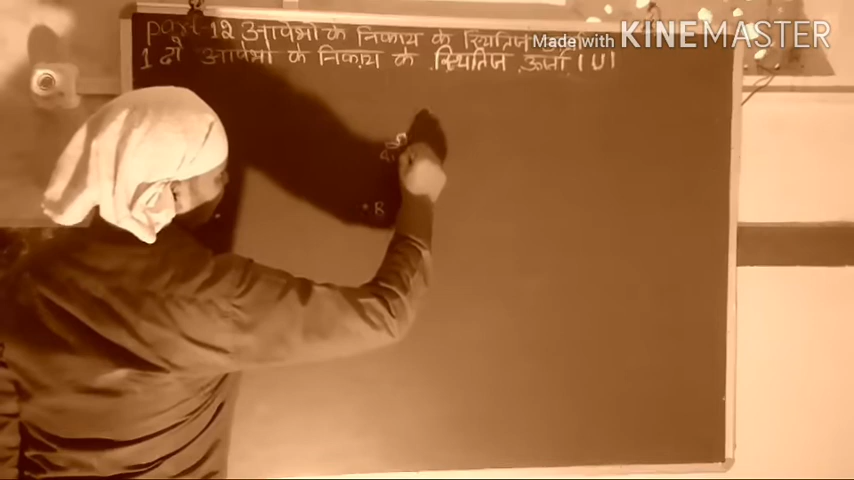 Part 12 आवेशो के निकाय के स्थितिज
Made with KINEMASTER
1 दो आवेशो के निकाय के स्थितिज ऊर्जा (U)
B